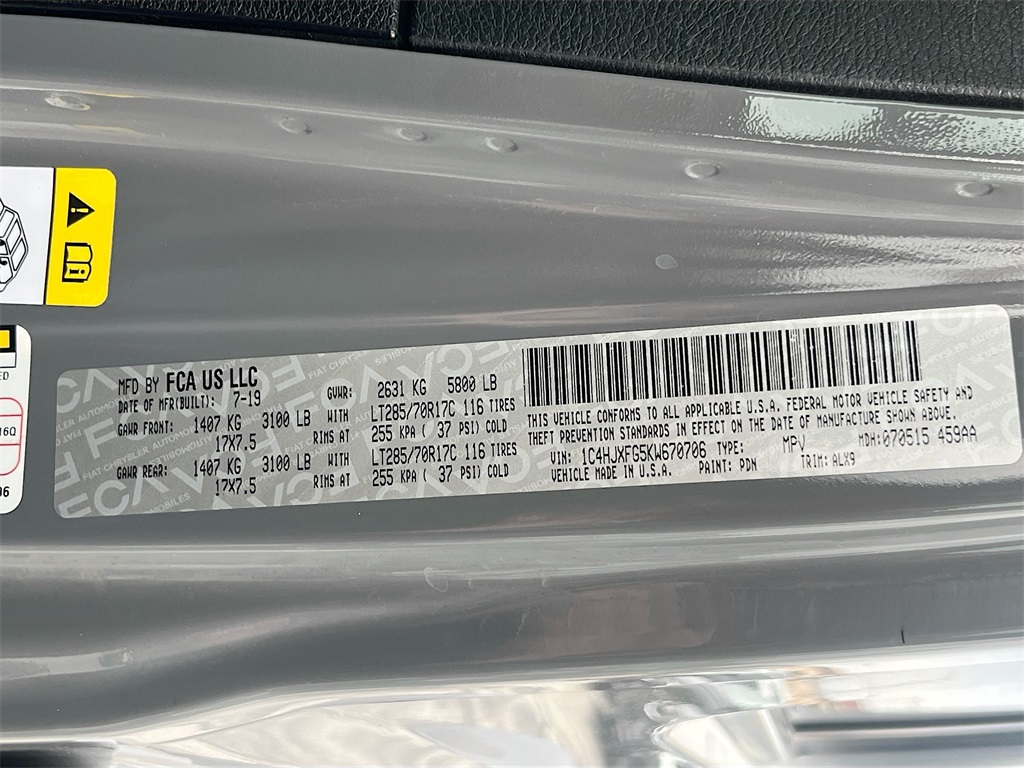 MFD BY FCA US LLC
DATE OF MFR(BUILT): 7-19
GVWR: 2631 KG 5800 LB
GAWR FRONT: 1407 KG 3100 LB WITH LT285/70R17C 116 TIRES
17X7.5 RIMS AT 255 KPA ( 37 PSI) COLD
GAWR REAR: 1407 KG 3100 LB WITH LT285/70R17C 116 TIRES
17X7.5 RIMS AT 255 KPA ( 37 PSI) COLD
THIS VEHICLE CONFORMS TO ALL APPLICABLE U.S.A. FEDERAL MOTOR VEHICLE SAFETY AND
THEFT PREVENTION STANDARDS IN EFFECT ON THE DATE OF MANUFACTURE SHOWN ABOVE.
VIN: 1C4HJXFG5KW670706 TYPE: MPV MDH:070515 459AA
VEHICLE MADE IN U.S.A. PAINT: PDN TRIM: ALX9
ED
160
96